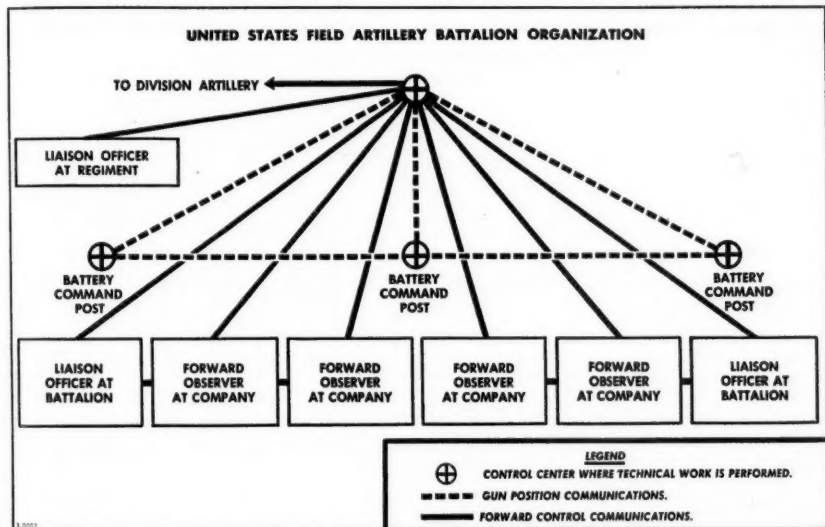 UNITED STATES FIELD ARTILLERY BATTALION ORGANIZATION
TO DIVISION ARTILLERY
LIAISON OFFICER
AT REGIMENT
BATTERY
COMMAND
POST
BATTERY
COMMAND
POST
BATTERY
COMMAND
POST
LIAISON
OFFICER AT
BATTALION
FORWARD
OBSERVER
AT COMPANY
FORWARD
OBSERVER
AT COMPANY
FORWARD
OBSERVER
AT COMPANY
FORWARD
OBSERVER
AT COMPANY
LIAISON
OFFICER AT
BATTALION
LEGEND
CONTROL CENTER WHERE TECHNICAL WORK IS PERFORMED.
GUN POSITION COMMUNICATIONS.
FORWARD CONTROL COMMUNICATIONS.